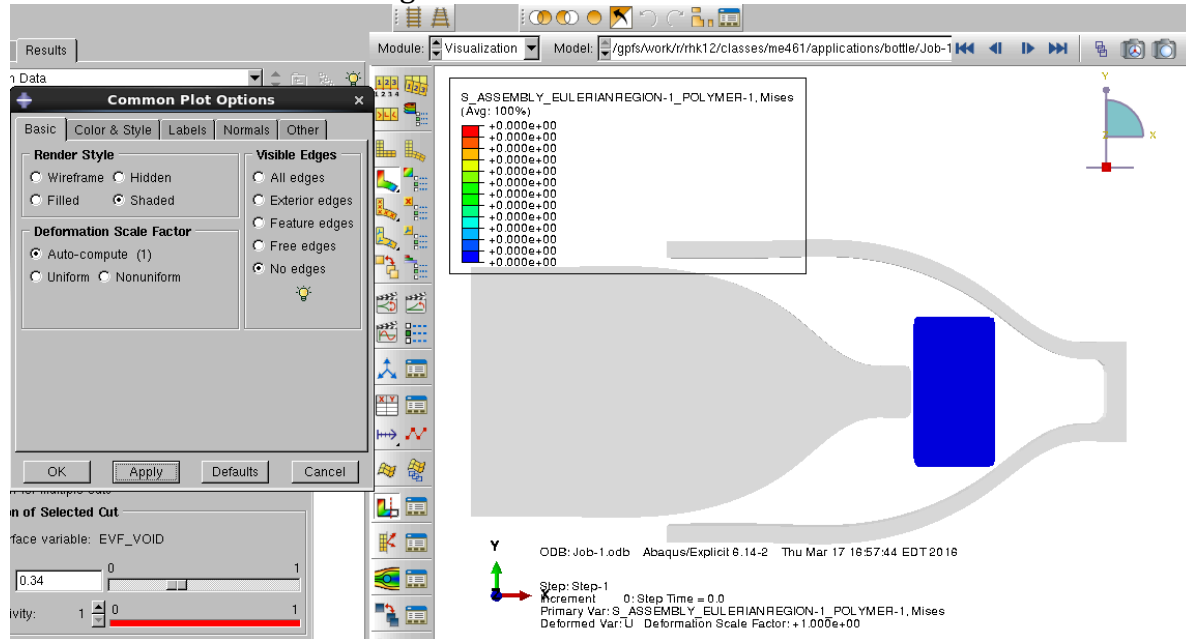 Results
Module: Visualization Model: /gpfs/work/r/rhk12/classes/me461/applications/bottle/Job-1
n Data
Common Plot Options
Basic Color & Style Labels Normals Other
Render Style
Wireframe Hidden
Filled Shaded
Deformation Scale Factor
Auto-compute (1)
Uniform Nonuniform
Visible Edges
All edges
Exterior edges
Feature edges
Free edges
No edges
OK Apply Defaults Cancel
n of Selected Cut
rface variable: EVF_VOID
0.34 0 1
ivity: 1 0 1
S_ASSEMBLY_EULERIANREGION-1_POLYMER-1, Mises
(Avg: 100%)
+0.000e+00
+0.000e+00
+0.000e+00
+0.000e+00
+0.000e+00
+0.000e+00
+0.000e+00
+0.000e+00
+0.000e+00
+0.000e+00
+0.000e+00
+0.000e+00
+0.000e+00
Y
Z X
Y
X
ODB: Job-1.odb Abaqus/Explicit 6.14-2 Thu Mar 17 16:57:44 EDT 2016
Step: Step-1
Increment 0: Step Time = 0.0
Primary Var: S_ASSEMBLY_EULERIANREGION-1_POLYMER-1, Mises
Deformed Var: U Deformation Scale Factor: +1.000e+00